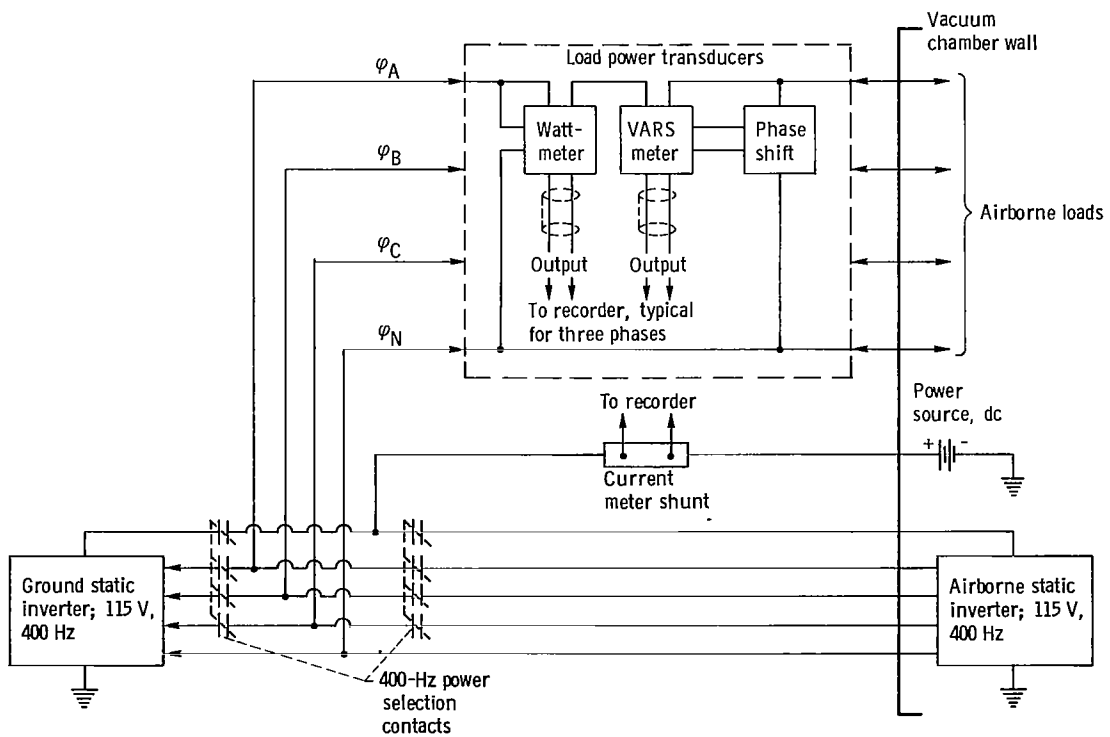 Vacuum
chamber wall
Load power transducers
φA
Watt-
meter
VARS
meter
Phase
shift
φB
Airborne loads
φC
Output
Output
To recorder, typical
for three phases
φN
Power
source, dc
To recorder
+
-
Current
meter shunt
Ground static
inverter; 115 V,
400 Hz
Airborne static
inverter; 115 V,
400 Hz
400-Hz power
selection
contacts